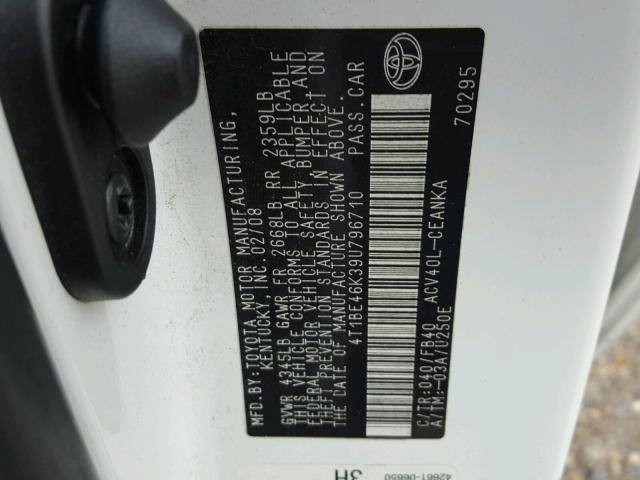 MFD.BY:TOYOTA MOTOR MANUFACTURING,
KENTUCKY, INC. 02/08
GVWR 4345LB GAWR FR 2668LB RR 2359LB
THIS VEHICLE CONFORMS TO ALL APPLICABLE
FEDERAL MOTOR VEHICLE SAFETY, BUMPER AND
THEFT PREVENTION STANDARDS IN EFFECT ON
THE DATE OF MANUFACTURE SHOWN ABOVE.
4T1BE46K39U796710 PASS.CAR
C/TR:040/FB40 ACV40L-CEANKA
A/TM:-03A/U250E 70295
42661-06650
3H